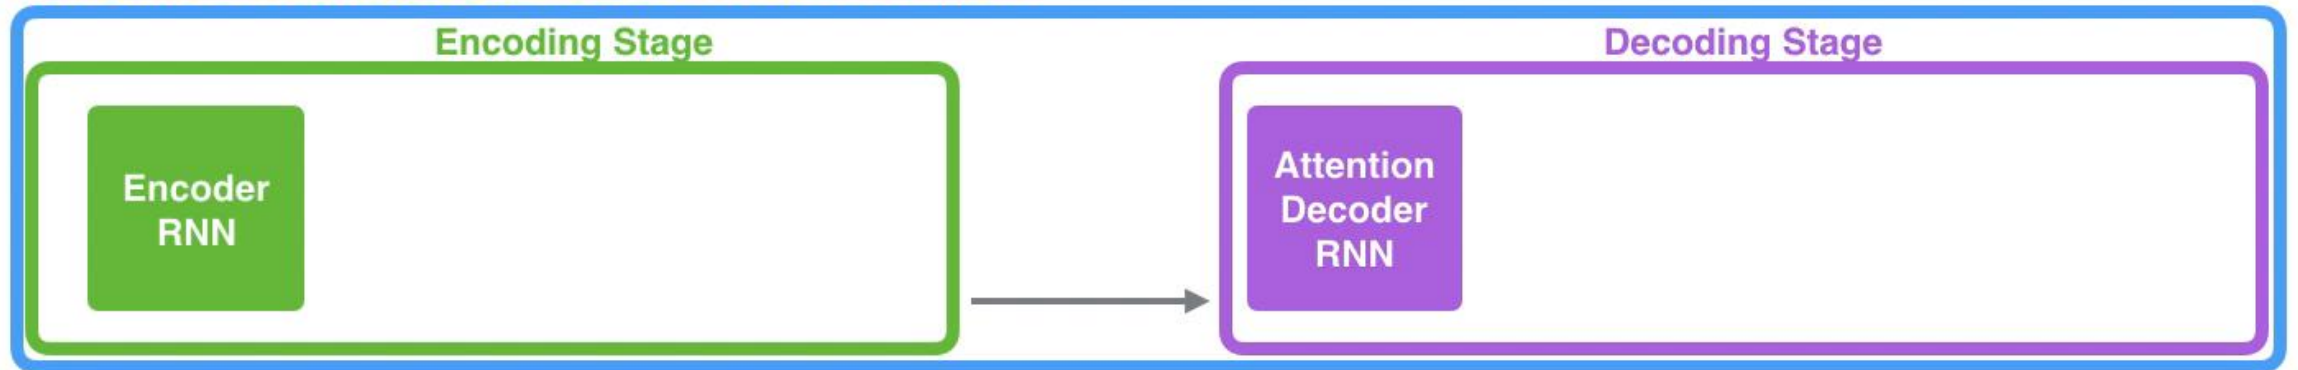 Encoding Stage
Decoding Stage
Encoder
RNN
Attention
Decoder
RNN